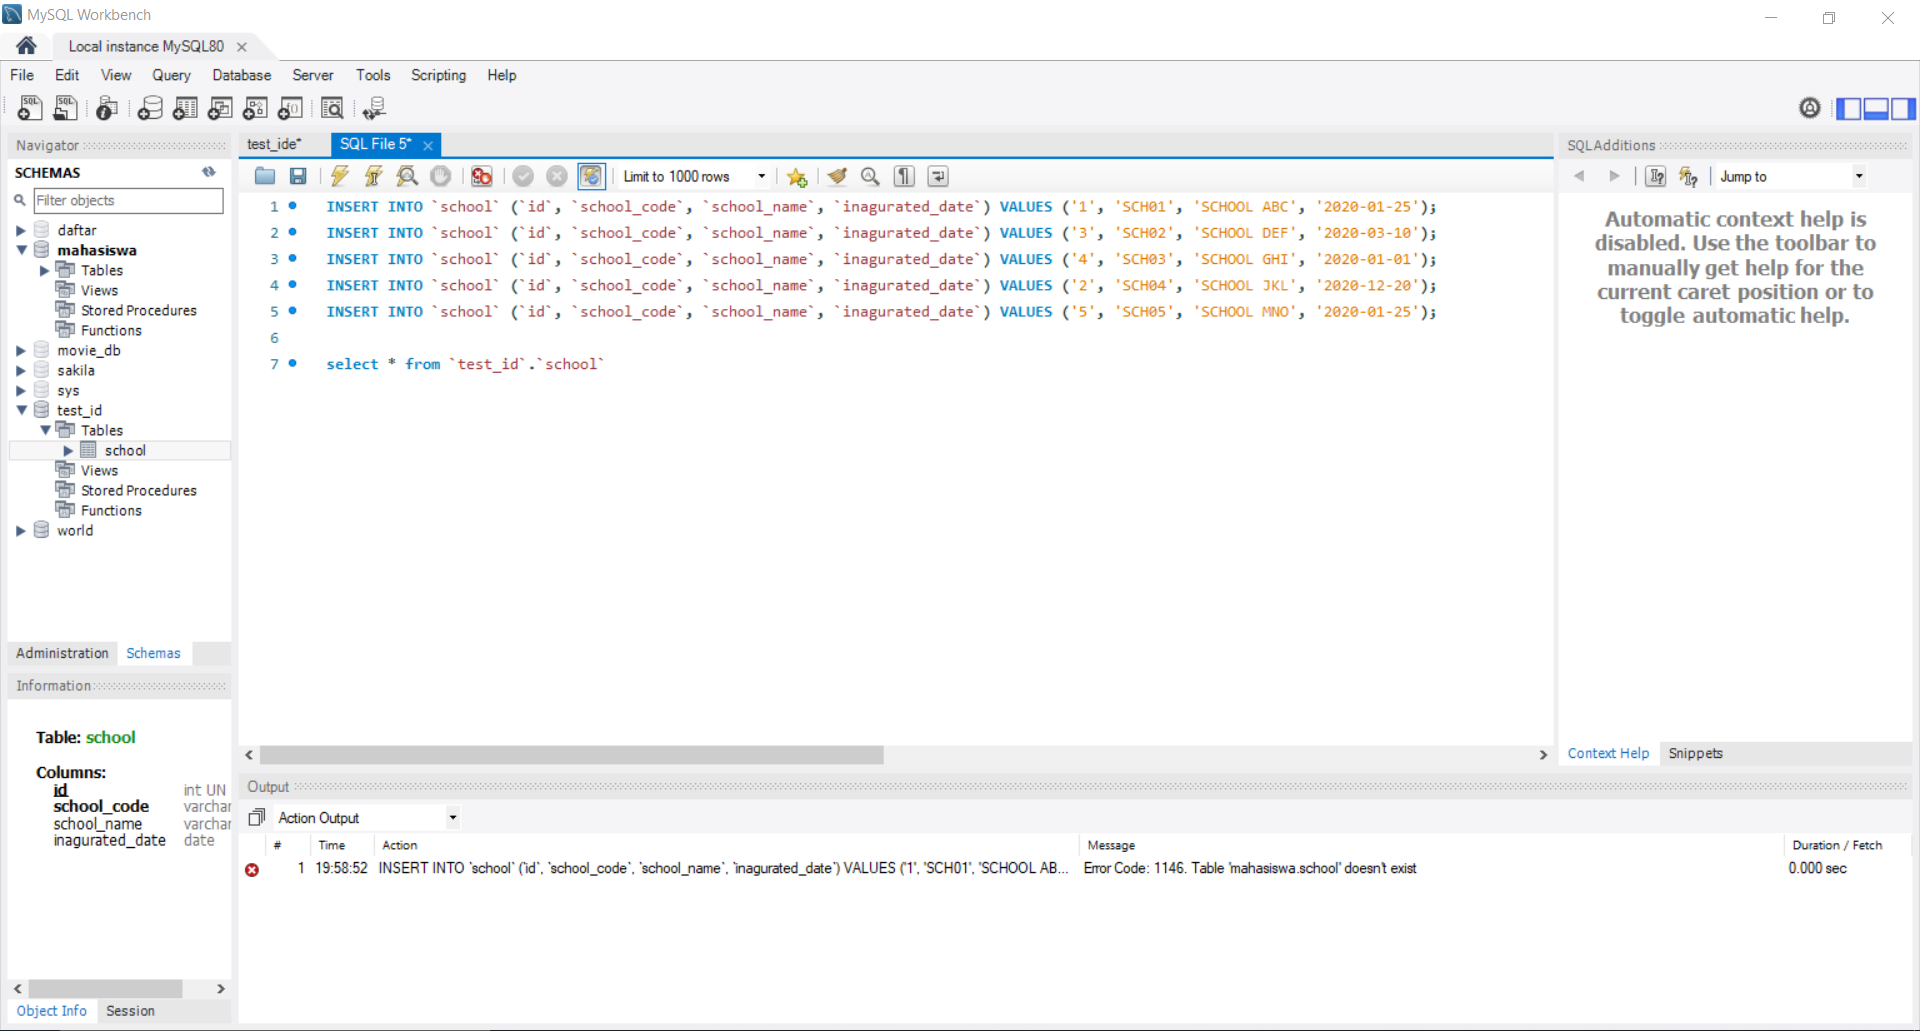 MySQL Workbench
Local instance MySQL80
File Edit View Query Database Server Tools Scripting Help
Navigator
SCHEMAS
Filter objects
daftar
mahasiswa
Tables
Views
Stored Procedures
Functions
movie_db
sakila
sys
test_id
Tables
school
Views
Stored Procedures
Functions
world
Administration Schemas
Information
Table: school
Columns:
id int UN
school_code varchar
school_name varchar
inagurated_date date
Object Info Session
test_ide* SQL File 5*
Limit to 1000 rows
1 INSERT INTO `school` (`id`, `school_code`, `school_name`, `inagurated_date`) VALUES ('1', 'SCH01', 'SCHOOL ABC', '2020-01-25');
2 INSERT INTO `school` (`id`, `school_code`, `school_name`, `inagurated_date`) VALUES ('3', 'SCH02', 'SCHOOL DEF', '2020-03-10');
3 INSERT INTO `school` (`id`, `school_code`, `school_name`, `inagurated_date`) VALUES ('4', 'SCH03', 'SCHOOL GHI', '2020-01-01');
4 INSERT INTO `school` (`id`, `school_code`, `school_name`, `inagurated_date`) VALUES ('2', 'SCH04', 'SCHOOL JKL', '2020-12-20');
5 INSERT INTO `school` (`id`, `school_code`, `school_name`, `inagurated_date`) VALUES ('5', 'SCH05', 'SCHOOL MNO', '2020-01-25');
6
7 select * from `test_id`.`school`
Output
Action Output
# Time Action Message Duration / Fetch
1 19:58:52 INSERT INTO `school` (`id`, `school_code`, `school_name`, `inagurated_date`) VALUES ('1', 'SCH01', 'SCHOOL AB... Error Code: 1146. Table 'mahasiswa.school' doesn't exist 0.000 sec
SQLAdditions
Jump to
Automatic context help is
disabled. Use the toolbar to
manually get help for the
current caret position or to
toggle automatic help.
Context Help Snippets